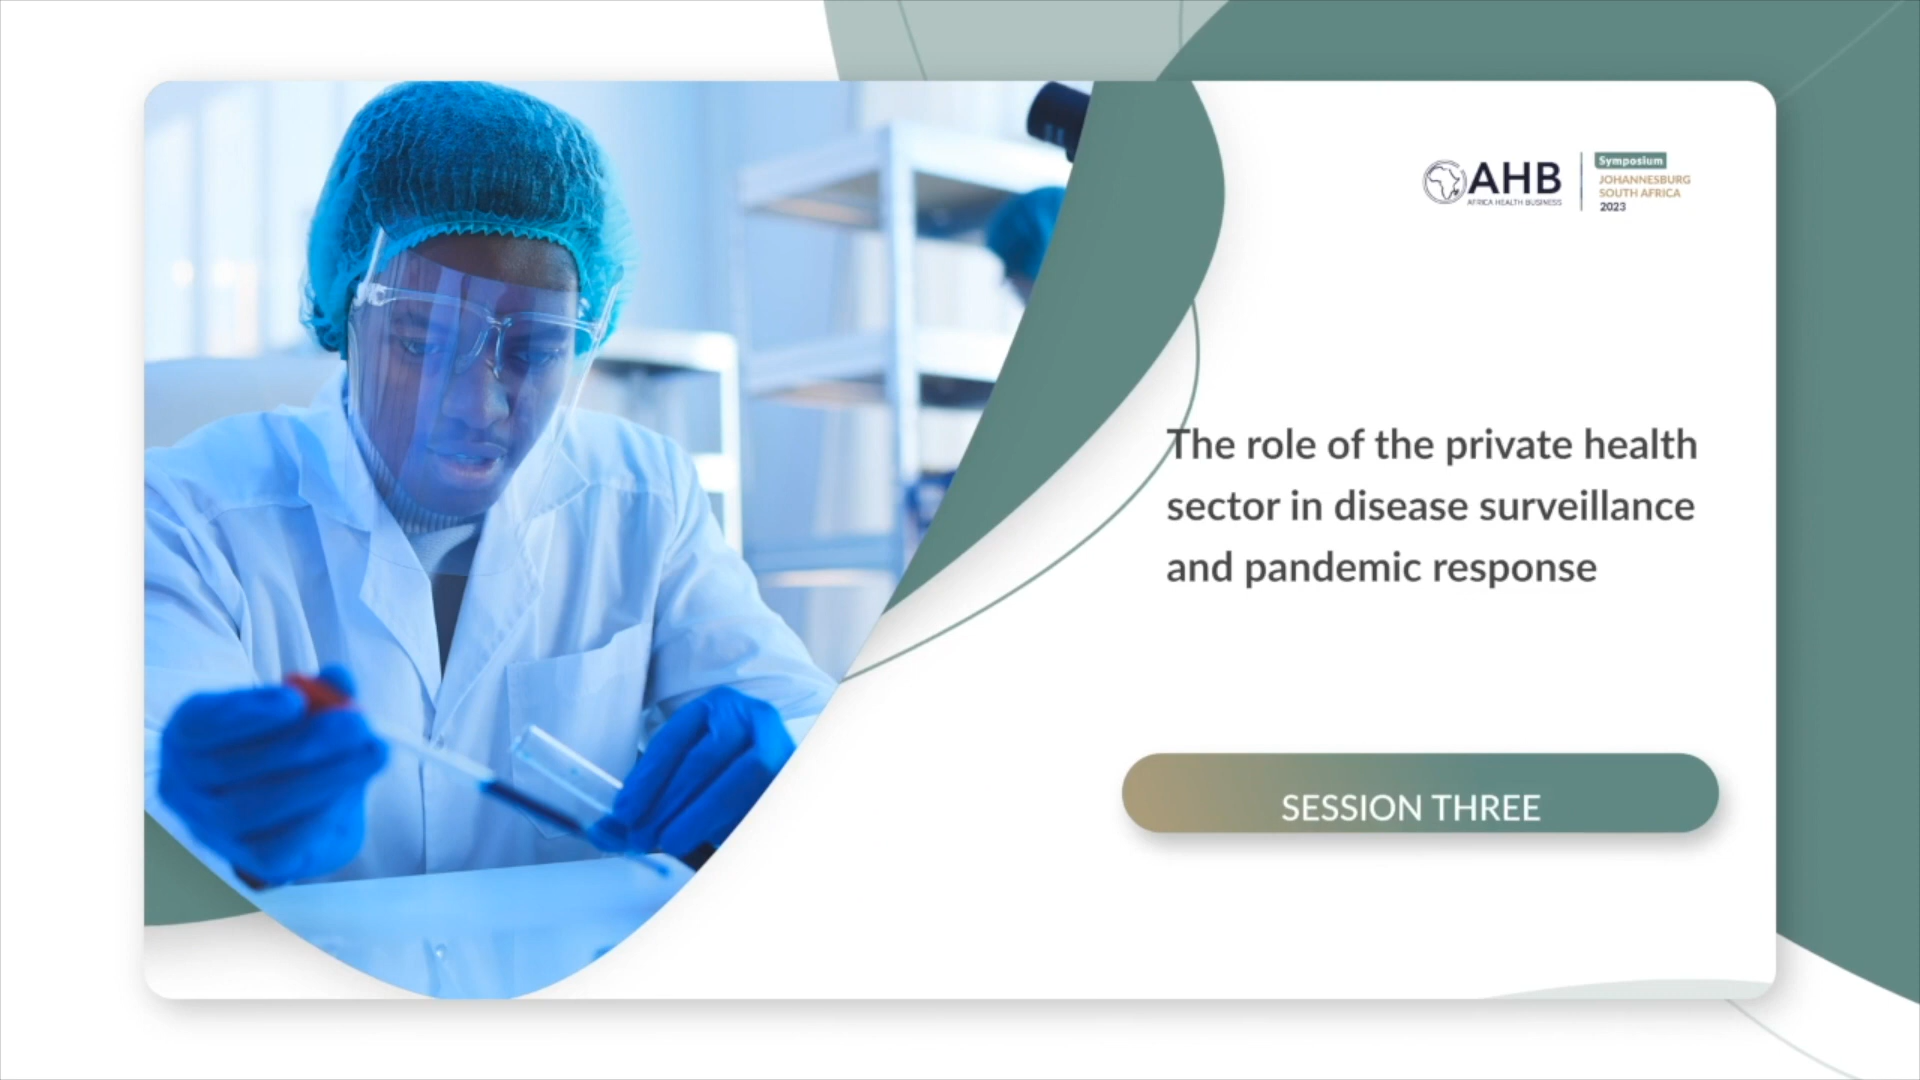 AHB
AFRICA HEALTH BUSINESS
Symposium
JOHANNESBURG
SOUTH AFRICA
2023
The role of the private health
sector in disease surveillance
and pandemic response
SESSION THREE